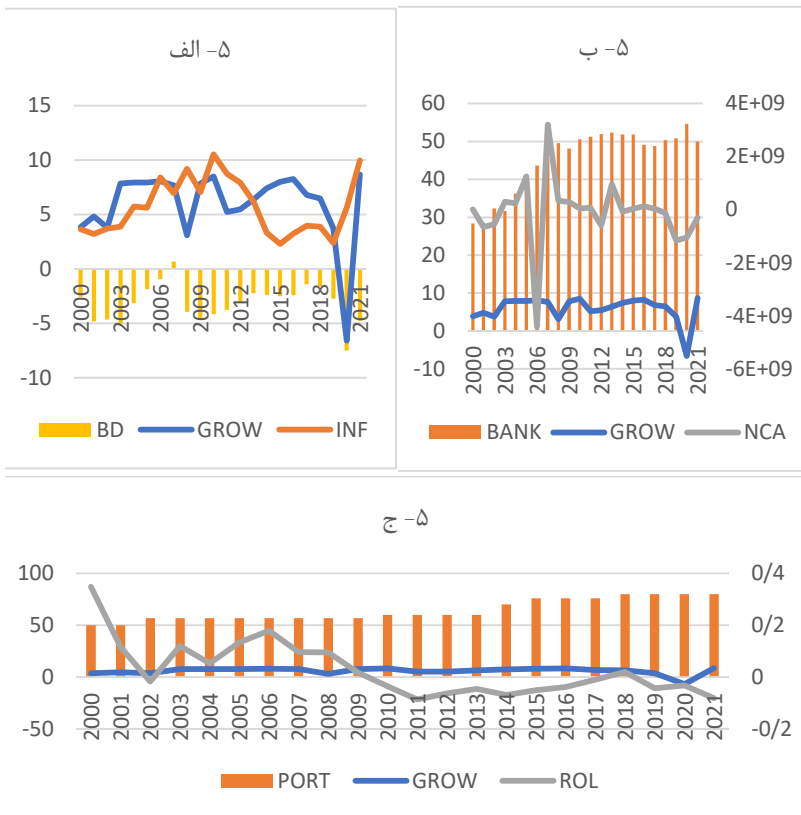 ۵- الف
15
10
5
0
-5
-10
2000 2003 2006 2009 2012 2015 2018 2021
BD GROW INF
۵- ب
60
50
40
30
20
10
0
-10
4E+09
2E+09
0
-2E+09
-4E+09
-6E+09
2000 2003 2006 2009 2012 2015 2018 2021
BANK GROW NCA
۵- ج
100
50
0
-50
0/4
0/2
0
-0/2
2000 2001 2002 2003 2004 2005 2006 2007 2008 2009 2010 2011 2012 2013 2014 2015 2016 2017 2018 2019 2020 2021
PORT GROW ROL